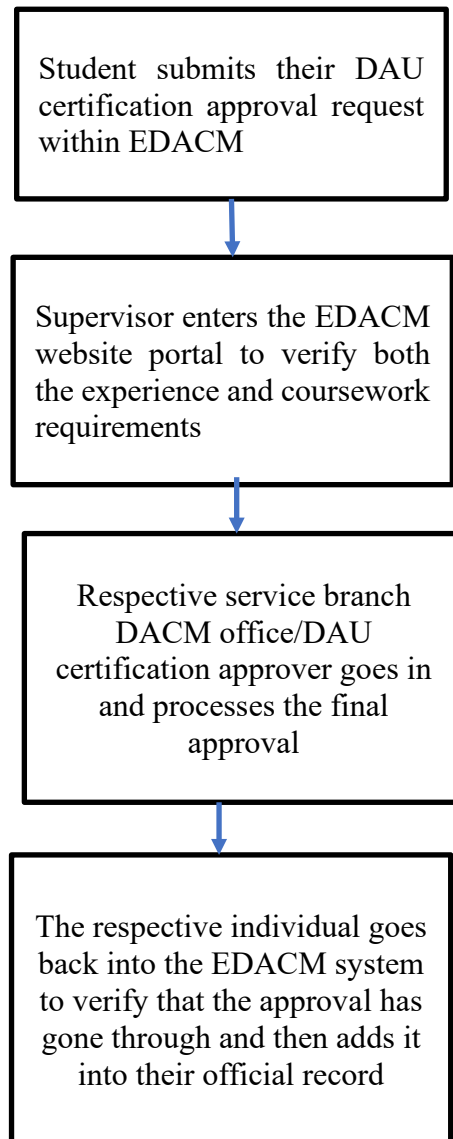 Student submits their DAU
certification approval request
within EDACM
Supervisor enters the EDACM
website portal to verify both
the experience and coursework
requirements
Respective service branch
DACM office/DAU
certification approver goes in
and processes the final
approval
The respective individual goes
back into the EDACM system
to verify that the approval has
gone through and then adds it
into their official record